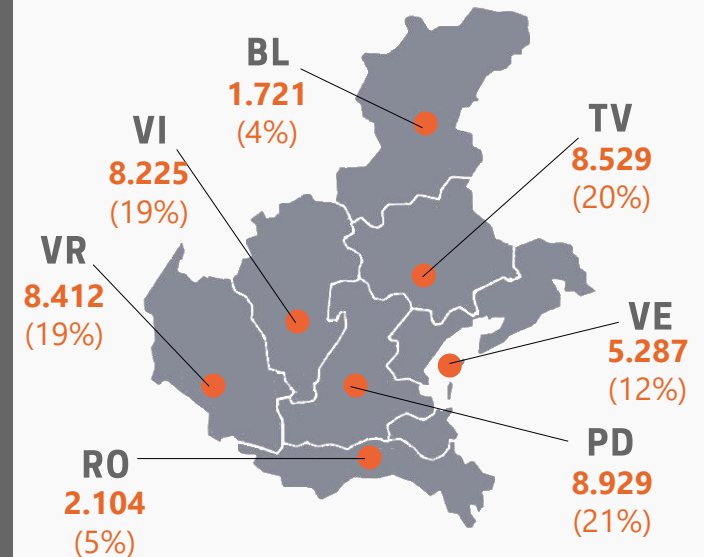 BL
1.721
(4%)
VI
8.225
(19%)
TV
8.529
(20%)
VR
8.412
(19%)
VE
5.287
(12%)
PD
8.929
(21%)
RO
2.104
(5%)